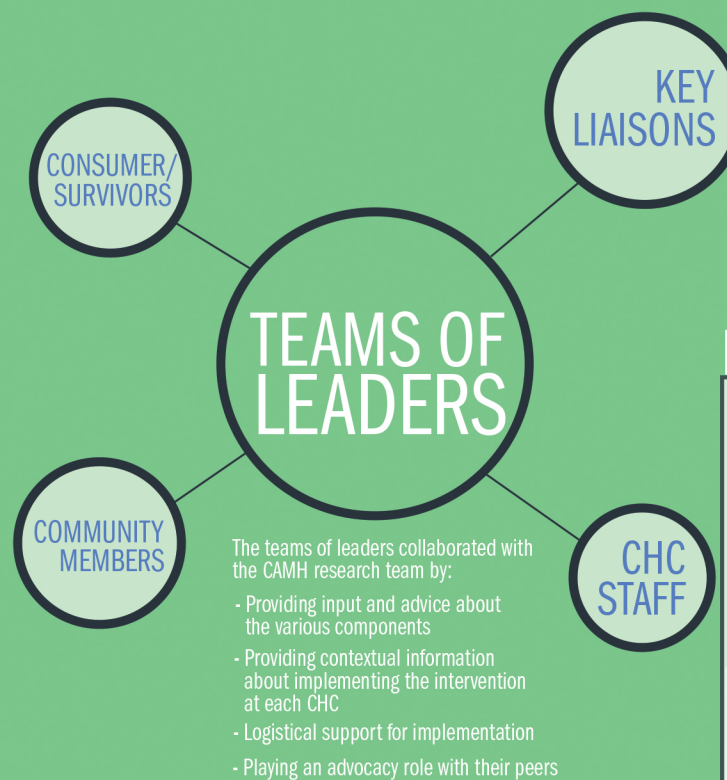 KEY
LIAISONS
CONSUMER/
SURVIVORS
TEAMS OF
LEADERS
COMMUNITY
MEMBERS
CHC
STAFF
The teams of leaders collaborated with
the CAMH research team by:
- Providing input and advice about
the various components
- Providing contextual information
about implementing the intervention
at each CHC
- Logistical support for implementation
- Playing an advocacy role with their peers